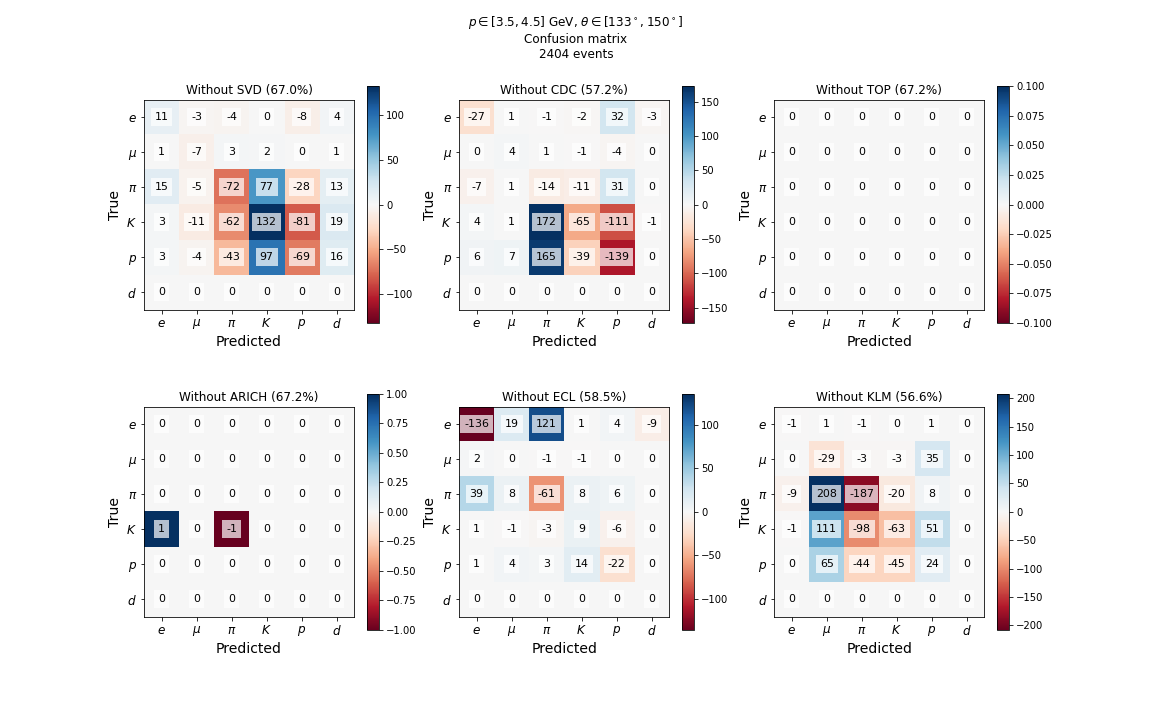 p ∈ [3.5, 4.5] GeV, θ ∈ [133°, 150°]
Confusion matrix
2404 events
Without SVD (67.0%)
e 11 -3 -4 0 -8 4
μ 1 -7 3 2 0 1
π 15 -5 -72 77 -28 13
K 3 -11 -62 132 -81 19
p 3 -4 -43 97 -69 16
d 0 0 0 0 0 0
e μ π K p d
True
Predicted
100
50
0
−50
−100
Without CDC (57.2%)
e -27 1 -1 -2 32 -3
μ 0 4 1 -1 -4 0
π -7 1 -14 -11 31 0
K 4 1 172 -65 -111 -1
p 6 7 165 -39 -139 0
d 0 0 0 0 0 0
e μ π K p d
True
Predicted
150
100
50
0
−50
−100
−150
Without TOP (67.2%)
e 0 0 0 0 0 0
μ 0 0 0 0 0 0
π 0 0 0 0 0 0
K 0 0 0 0 0 0
p 0 0 0 0 0 0
d 0 0 0 0 0 0
e μ π K p d
True
Predicted
0.100
0.075
0.050
0.025
0.000
−0.025
−0.050
−0.075
−0.100
Without ARICH (67.2%)
e 0 0 0 0 0 0
μ 0 0 0 0 0 0
π 0 0 0 0 0 0
K 1 0 -1 0 0 0
p 0 0 0 0 0 0
d 0 0 0 0 0 0
e μ π K p d
True
Predicted
1.00
0.75
0.50
0.25
0.00
−0.25
−0.50
−0.75
−1.00
Without ECL (58.5%)
e -136 19 121 1 4 -9
μ 2 0 -1 -1 0 0
π 39 8 -61 8 6 0
K 1 -1 -3 9 -6 0
p 1 4 3 14 -22 0
d 0 0 0 0 0 0
e μ π K p d
True
Predicted
100
50
0
−50
−100
Without KLM (56.6%)
e -1 1 -1 0 1 0
μ 0 -29 -3 -3 35 0
π -9 208 -187 -20 8 0
K -1 111 -98 -63 51 0
p 0 65 -44 -45 24 0
d 0 0 0 0 0 0
e μ π K p d
True
Predicted
200
150
100
50
0
−50
−100
−150
−200